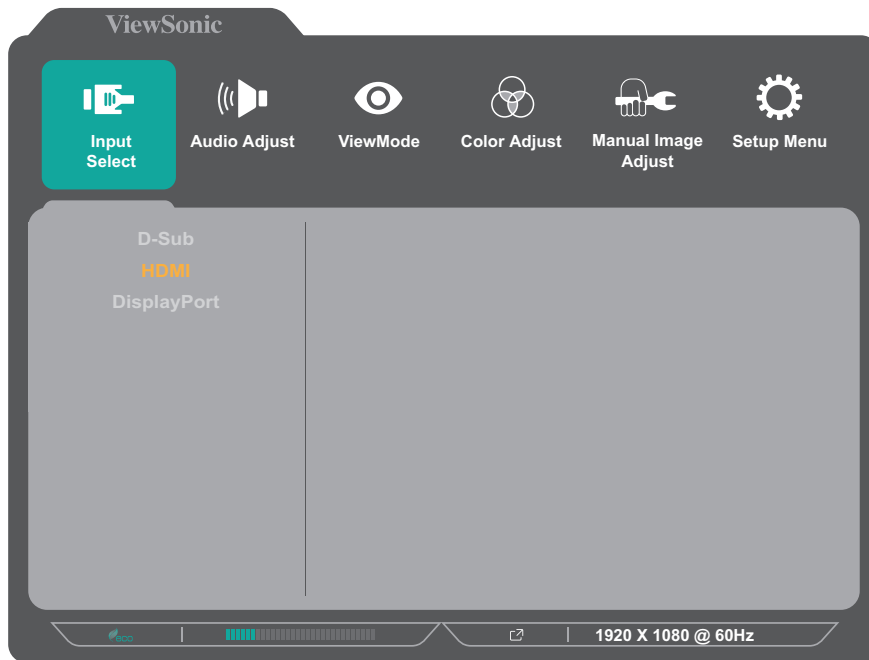 ViewSonic
Input
Select
Audio Adjust
ViewMode
Color Adjust
Manual Image
Adjust
Setup Menu
D-Sub
HDMI
DisplayPort
eco
1920 X 1080 @ 60Hz